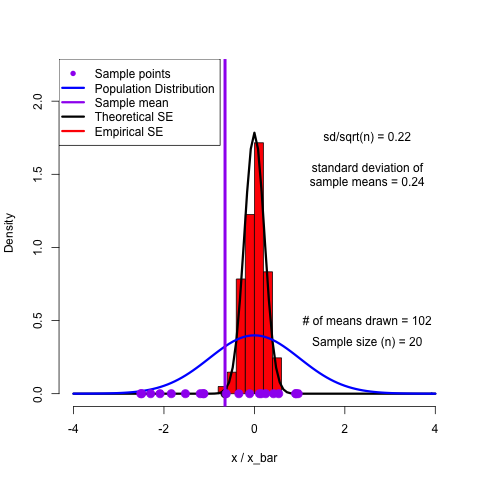 Sample points
Population Distribution
Sample mean
Theoretical SE
Empirical SE
sd/sqrt(n) = 0.22
standard deviation of
sample means = 0.24
# of means drawn = 102
Sample size (n) = 20
Density
2.0
1.5
1.0
0.5
0.0
-4 -2 0 2 4
x / x_bar